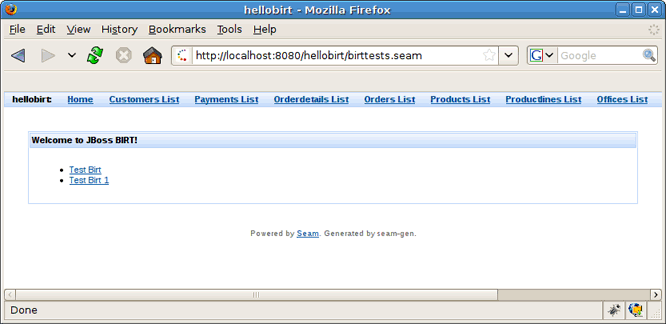 hellobirt - Mozilla Firefox
File Edit View History Bookmarks Tools Help
http://localhost:8080/hellobirt/birttests.seam G Google
hellobirt: Home Customers List Payments List Orderdetails List Orders List Products List Productlines List Offices List
Welcome to JBoss BIRT!
Test Birt
Test Birt 1
Powered by Seam. Generated by seam-gen.
Done